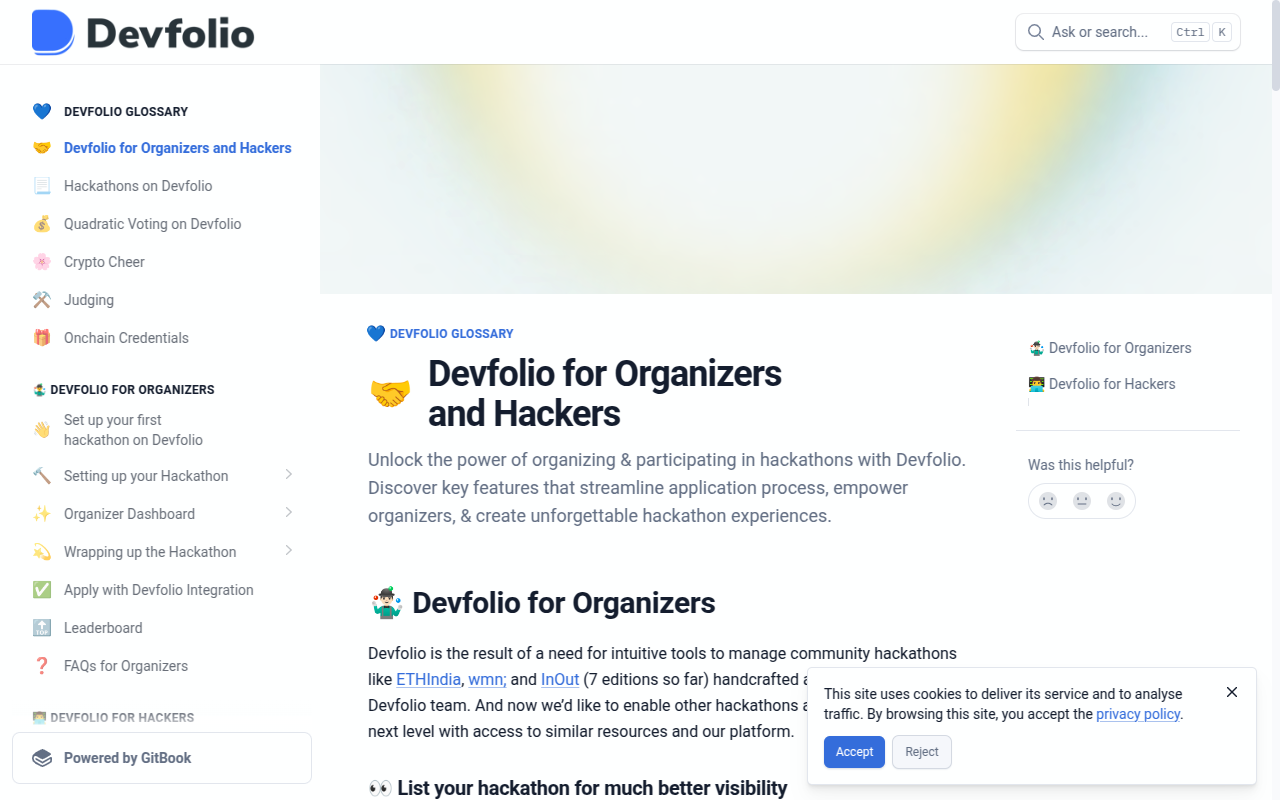 Devfolio
Ask or search...
Ctrl K
💙 DEVFOLIO GLOSSARY
🤝 Devfolio for Organizers and Hackers
📃 Hackathons on Devfolio
💰 Quadratic Voting on Devfolio
🌸 Crypto Cheer
⚒️ Judging
🎁 Onchain Credentials
🤹🏻‍♂️ DEVFOLIO FOR ORGANIZERS
👋 Set up your first
hackathon on Devfolio
🔨 Setting up your Hackathon
✨ Organizer Dashboard
💫 Wrapping up the Hackathon
✅ Apply with Devfolio Integration
🔝 Leaderboard
❓ FAQs for Organizers
👨‍💻 DEVFOLIO FOR HACKERS
Powered by GitBook
💙 DEVFOLIO GLOSSARY
🤝 Devfolio for Organizers
and Hackers
Unlock the power of organizing & participating in hackathons with Devfolio.
Discover key features that streamline application process, empower
organizers, & create unforgettable hackathon experiences.
🤹🏻‍♂️ Devfolio for Organizers
Devfolio is the result of a need for intuitive tools to manage community hackathons
like ETHIndia, wmn; and InOut (7 editions so far) handcrafted
Devfolio team. And now we’d like to enable other hackathons
next level with access to similar resources and our platform.
👀 List your hackathon for much better visibility
🤹🏻‍♂️ Devfolio for Organizers
👨‍💻 Devfolio for Hackers
Was this helpful?
This site uses cookies to deliver its service and to analyse
traffic. By browsing this site, you accept the privacy policy.
Accept
Reject